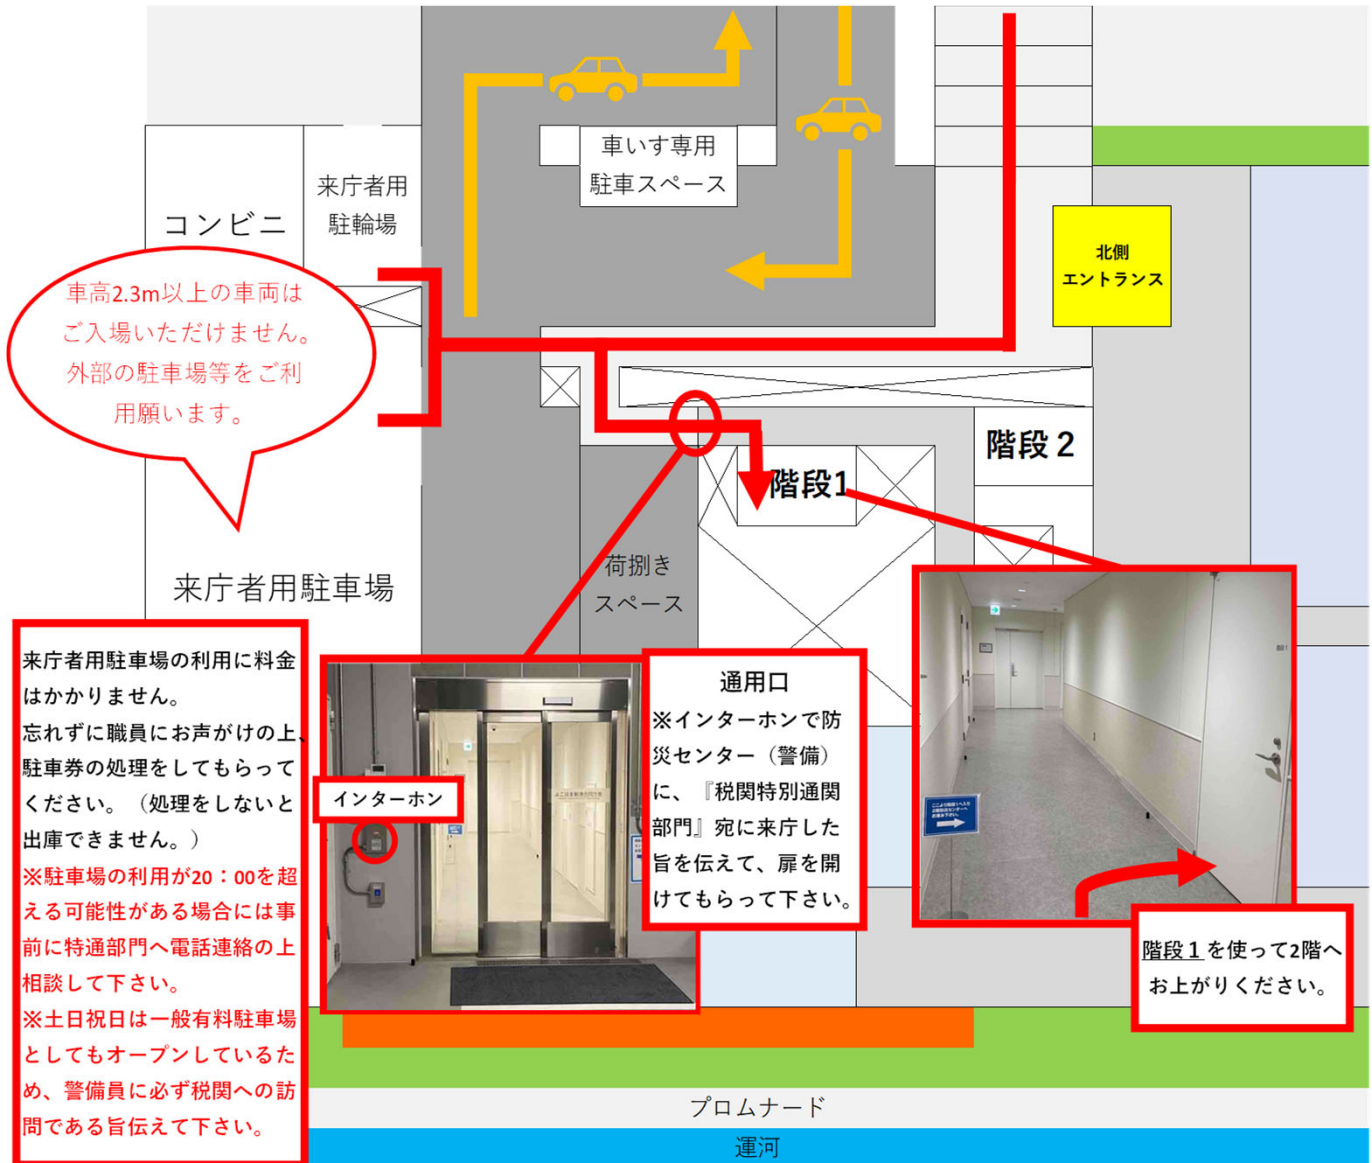 車いす専用
駐車スペース
来庁者用
駐輪場
コンビニ
北側
エントランス
車高2.3m以上の車両は
ご入場いただけません。
外部の駐車場等をご利
用願います。
階段２
階段1
荷捌き
スペース
来庁者用駐車場
来庁者用駐車場の利用に料金
はかかりません。
忘れずに職員にお声がけの上、
駐車券の処理をしてもらって
ください。（処理をしないと
出庫できません。）
※駐車場の利用が20：00を超
える可能性がある場合には事
前に特通部門へ電話連絡の上
相談して下さい。
※土日祝日は一般有料駐車場
としてもオープンしているた
め、警備員に必ず税関への訪
問である旨伝えて下さい。
インターホン
通用口
※インターホンで防
災センター（警備）
に、『税関特別通関
部門』宛に来庁した
旨を伝えて、扉を開
けてもらって下さい。
階段１を使って2階へ
お上がりください。
プロムナード
運河